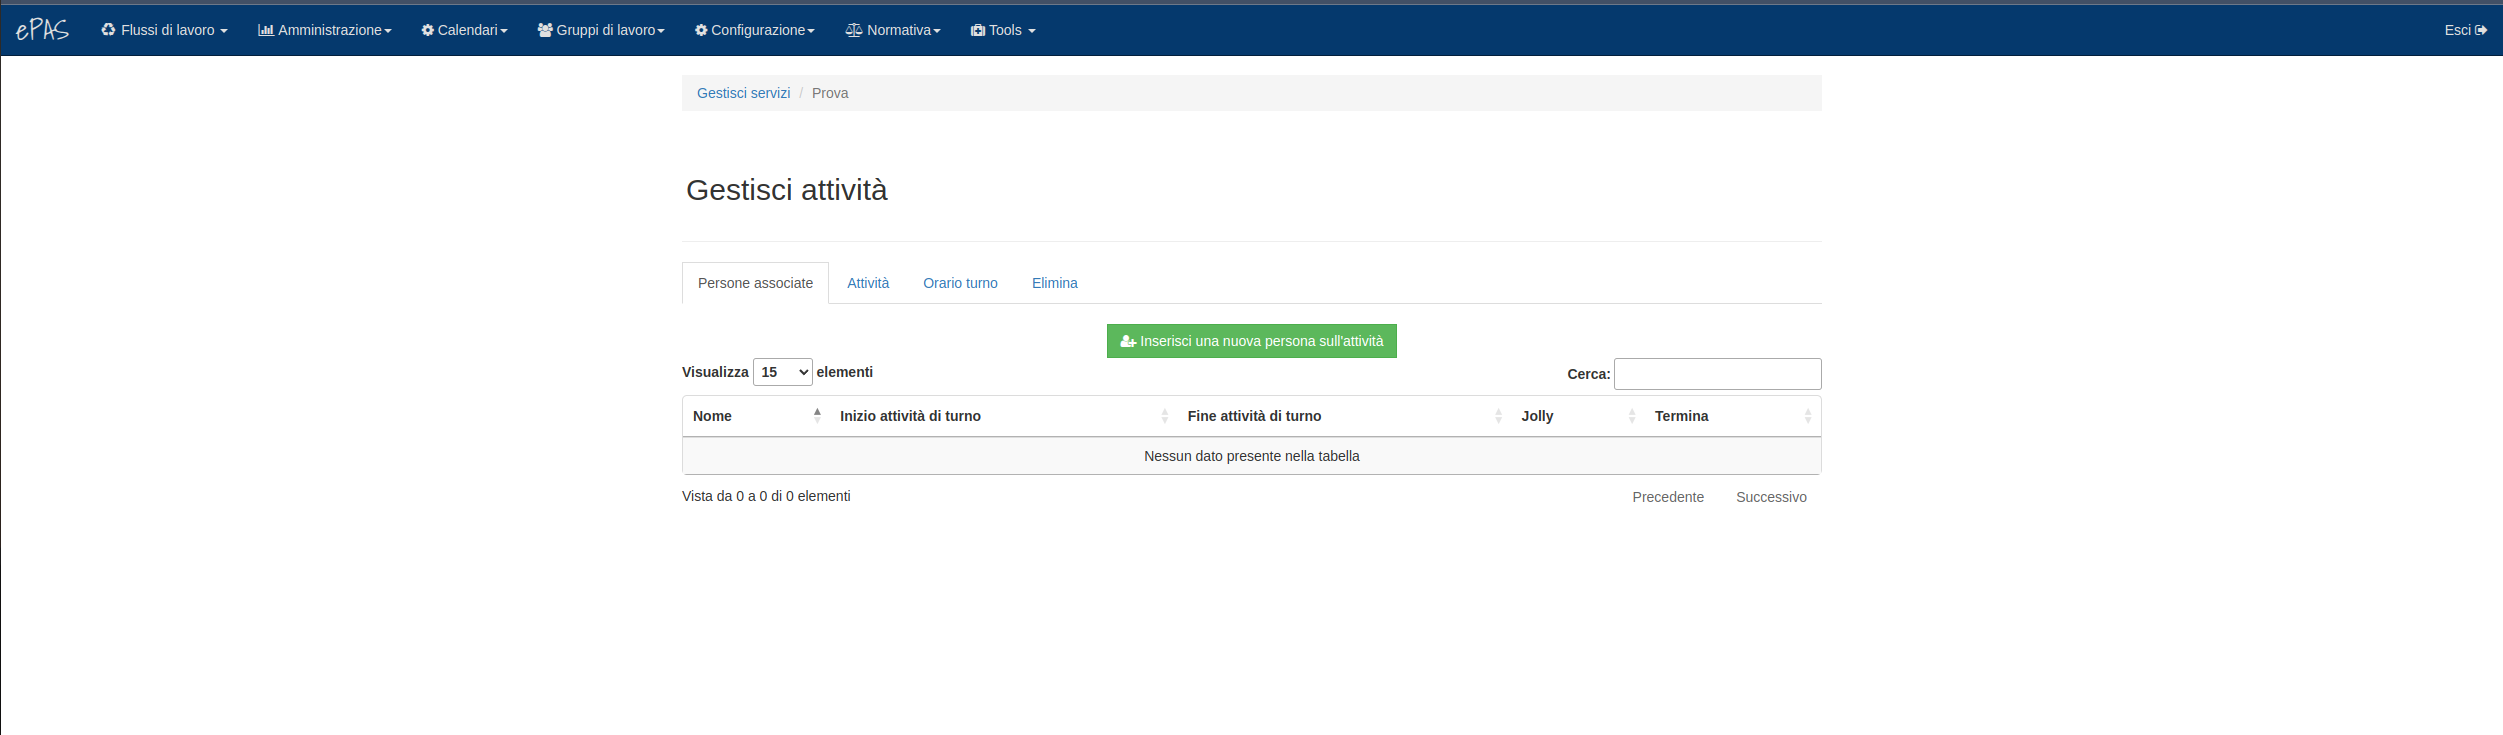 ePAS Flussi di lavoro Amministrazione Calendari Gruppi di lavoro Configurazione Normativa Tools Esci
Gestisci servizi / Prova
Gestisci attività
Persone associate Attività Orario turno Elimina
Inserisci una nuova persona sull'attività
Visualizza 15 elementi Cerca:
Nome Inizio attività di turno Fine attività di turno Jolly Termina
Nessun dato presente nella tabella
Vista da 0 a 0 di 0 elementi Precedente Successivo